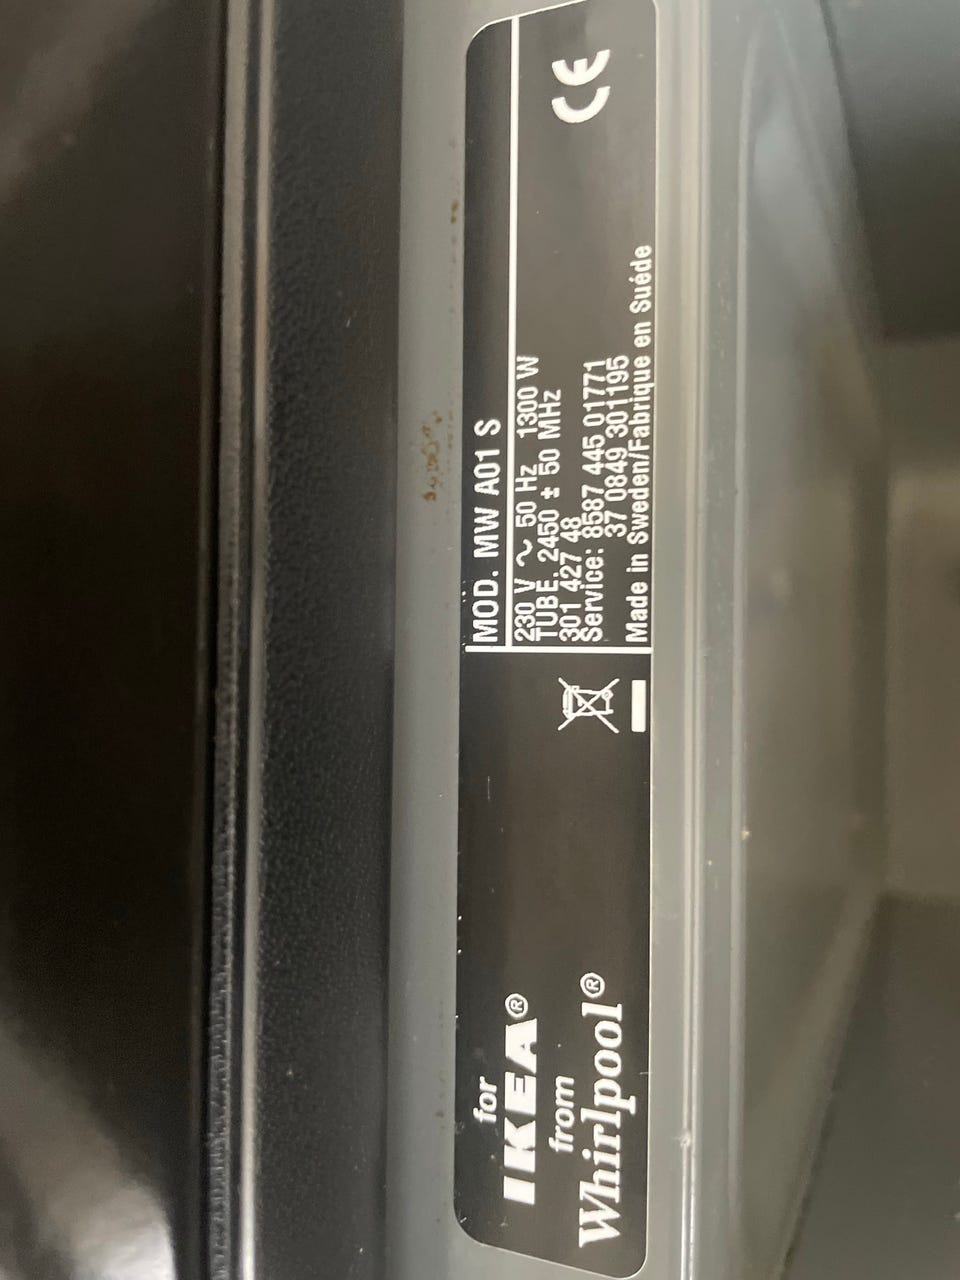 for
IKEA®
from
Whirlpool®
MOD. MW A01 S
230 V ~ 50 Hz 1300 W
TUBE. 2450 ± 50 MHz
301 427 48
Service: 8587 445 01771
37 0849 301195
Made in Sweden/Fabrique en Suéde
CE